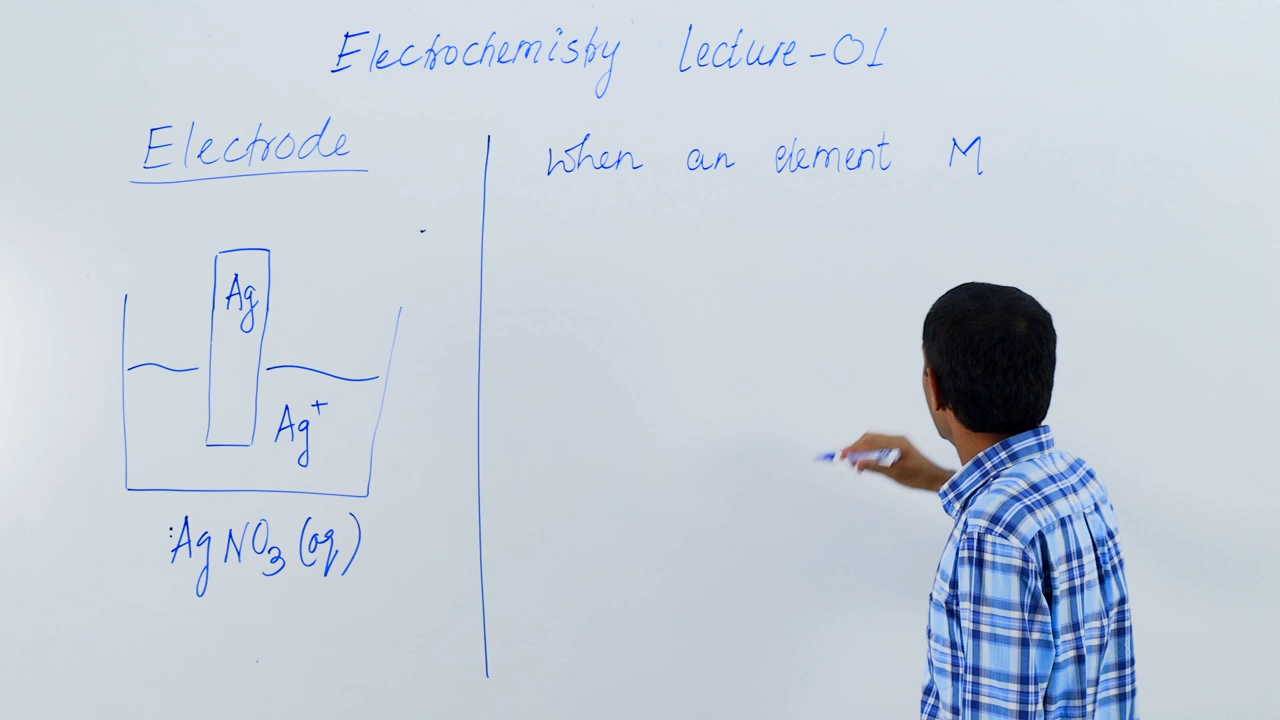 Electrochemistry Lecture-01
Electrode
Ag
Ag⁺
AgNO₃(aq)
When an element M